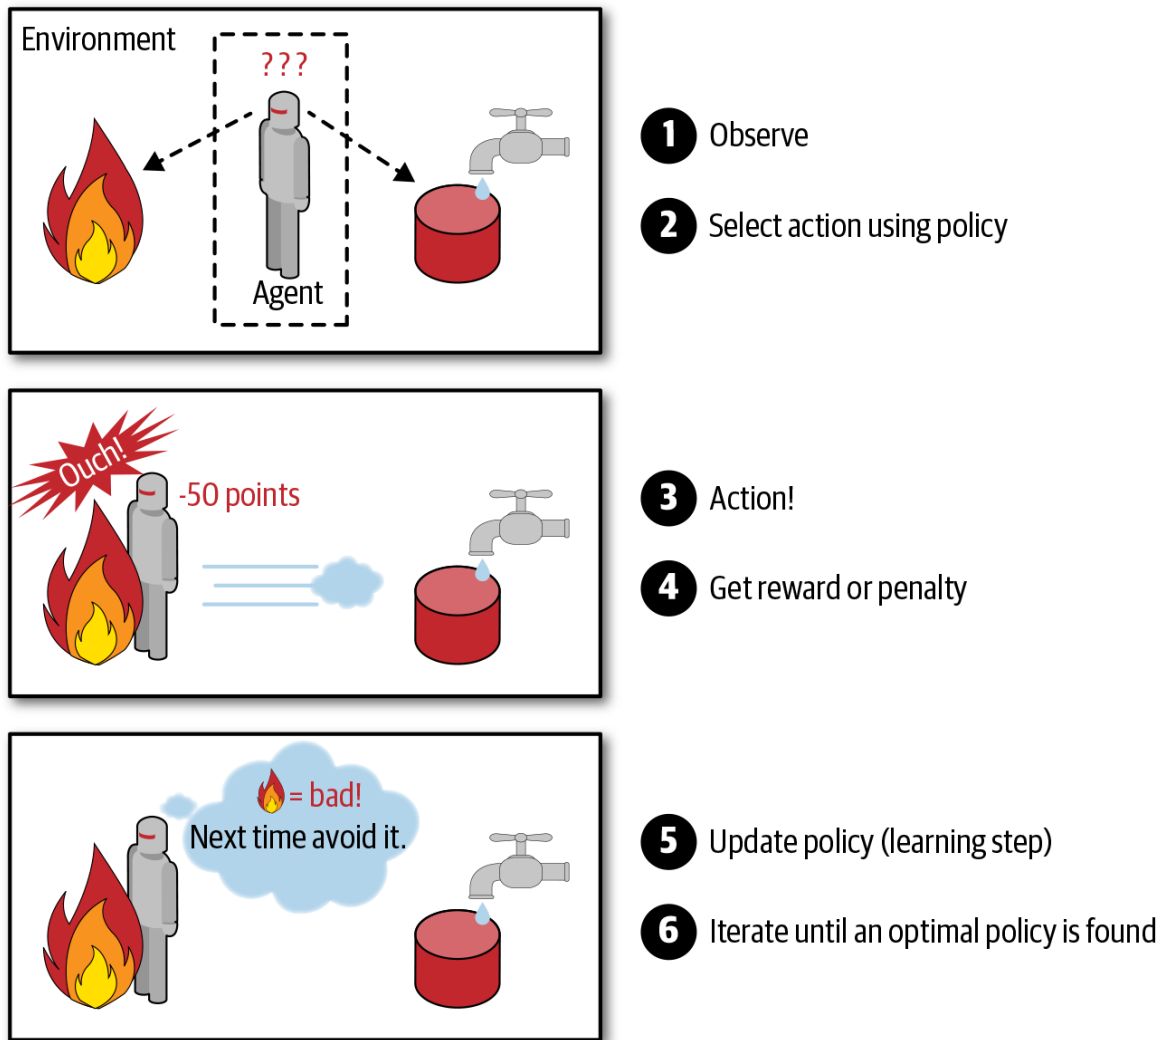 Environment
? ? ?
Agent
1 Observe
2 Select action using policy
Ouch!
-50 points
3 Action!
4 Get reward or penalty
= bad!
Next time avoid it.
5 Update policy (learning step)
6 Iterate until an optimal policy is found